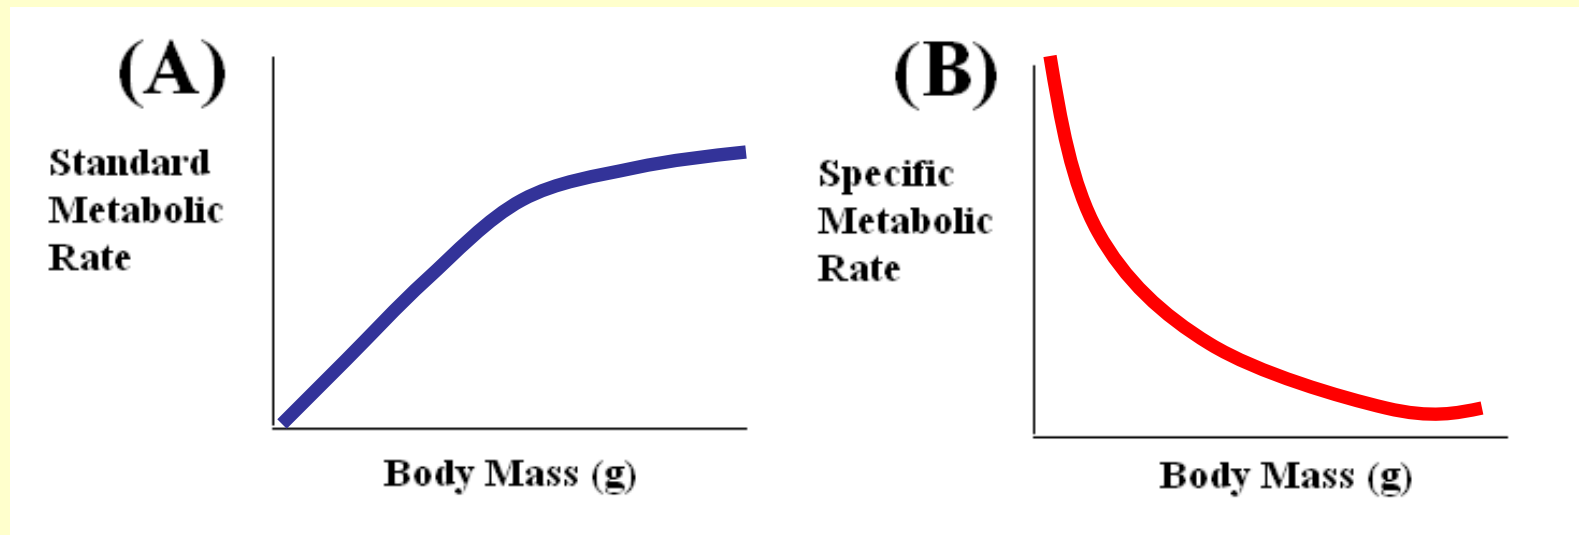 (A)
Standard
Metabolic
Rate
Body Mass (g)
(B)
Specific
Metabolic
Rate
Body Mass (g)